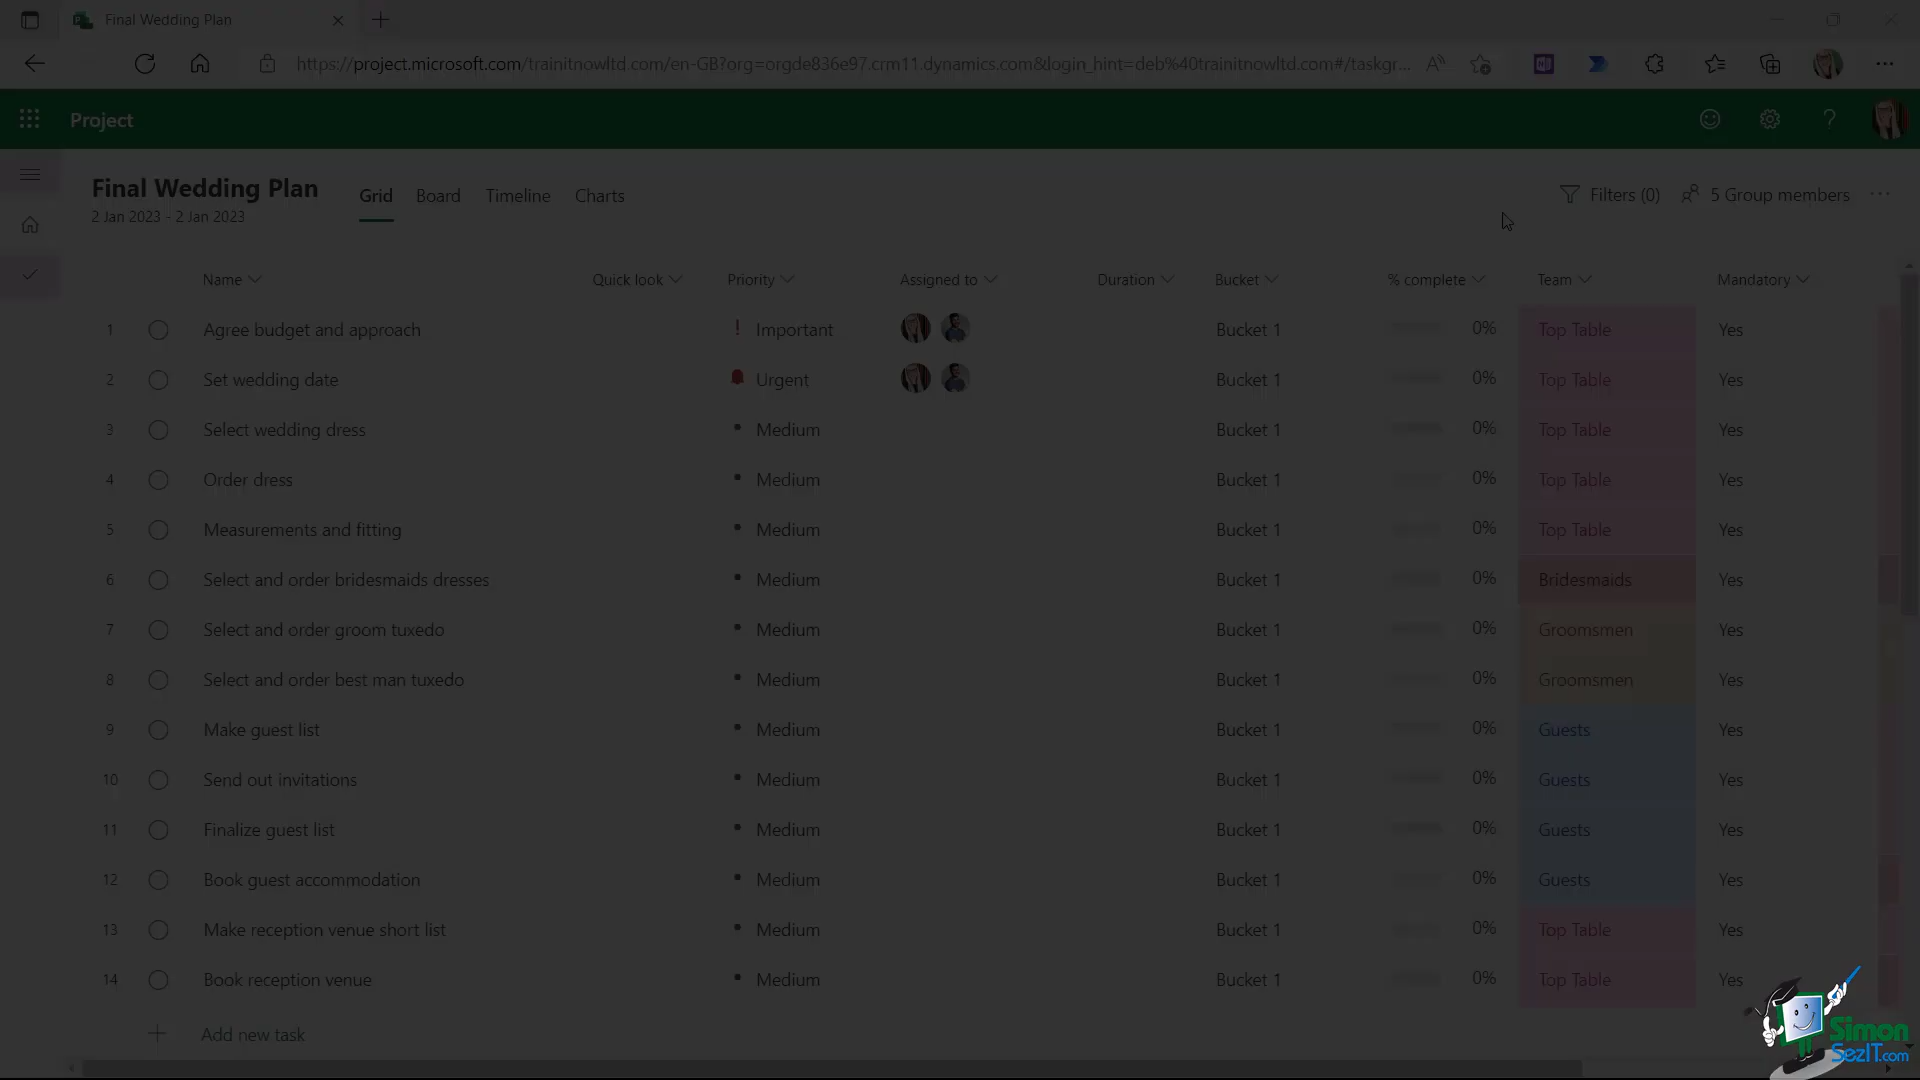 Final Wedding Plan
https://project.microsoft.com/trainitnowltd.com/en-GB?org=orgde836e97.crm11.dynamics.com&login_hint=deb%40trainitnowltd.com#/taskgr...
Project
Final Wedding Plan
2 Jan 2023 - 2 Jan 2023
Grid Board Timeline Charts
Filters (0) 5 Group members
Name Quick look Priority Assigned to Duration Bucket % complete Team Mandatory
1 Agree budget and approach ! Important Bucket 1 0% Top Table Yes
2 Set wedding date Urgent Bucket 1 0% Top Table Yes
3 Select wedding dress Medium Bucket 1 0% Top Table Yes
4 Order dress Medium Bucket 1 0% Top Table Yes
5 Measurements and fitting Medium Bucket 1 0% Top Table Yes
6 Select and order bridesmaids dresses Medium Bucket 1 0% Bridesmaids Yes
7 Select and order groom tuxedo Medium Bucket 1 0% Groomsmen Yes
8 Select and order best man tuxedo Medium Bucket 1 0% Groomsmen Yes
9 Make guest list Medium Bucket 1 0% Guests Yes
10 Send out invitations Medium Bucket 1 0% Guests Yes
11 Finalize guest list Medium Bucket 1 0% Guests Yes
12 Book guest accommodation Medium Bucket 1 0% Guests Yes
13 Make reception venue short list Medium Bucket 1 0% Top Table Yes
14 Book reception venue Medium Bucket 1 0% Top Table Yes
Add new task
Simon
SezIT.com